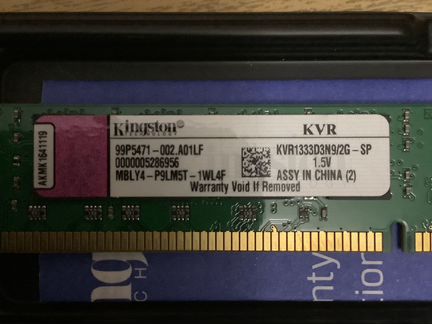 Kingston
TECHNOLOGY
KVR
99P5471-002.A01LF
0000005286956
MBLY4-P9LM5T-1WL4F
KVR1333D3N9/2G-SP
1.5V
ASSY IN CHINA (2)
Warranty Void If Removed
AKMK1641119